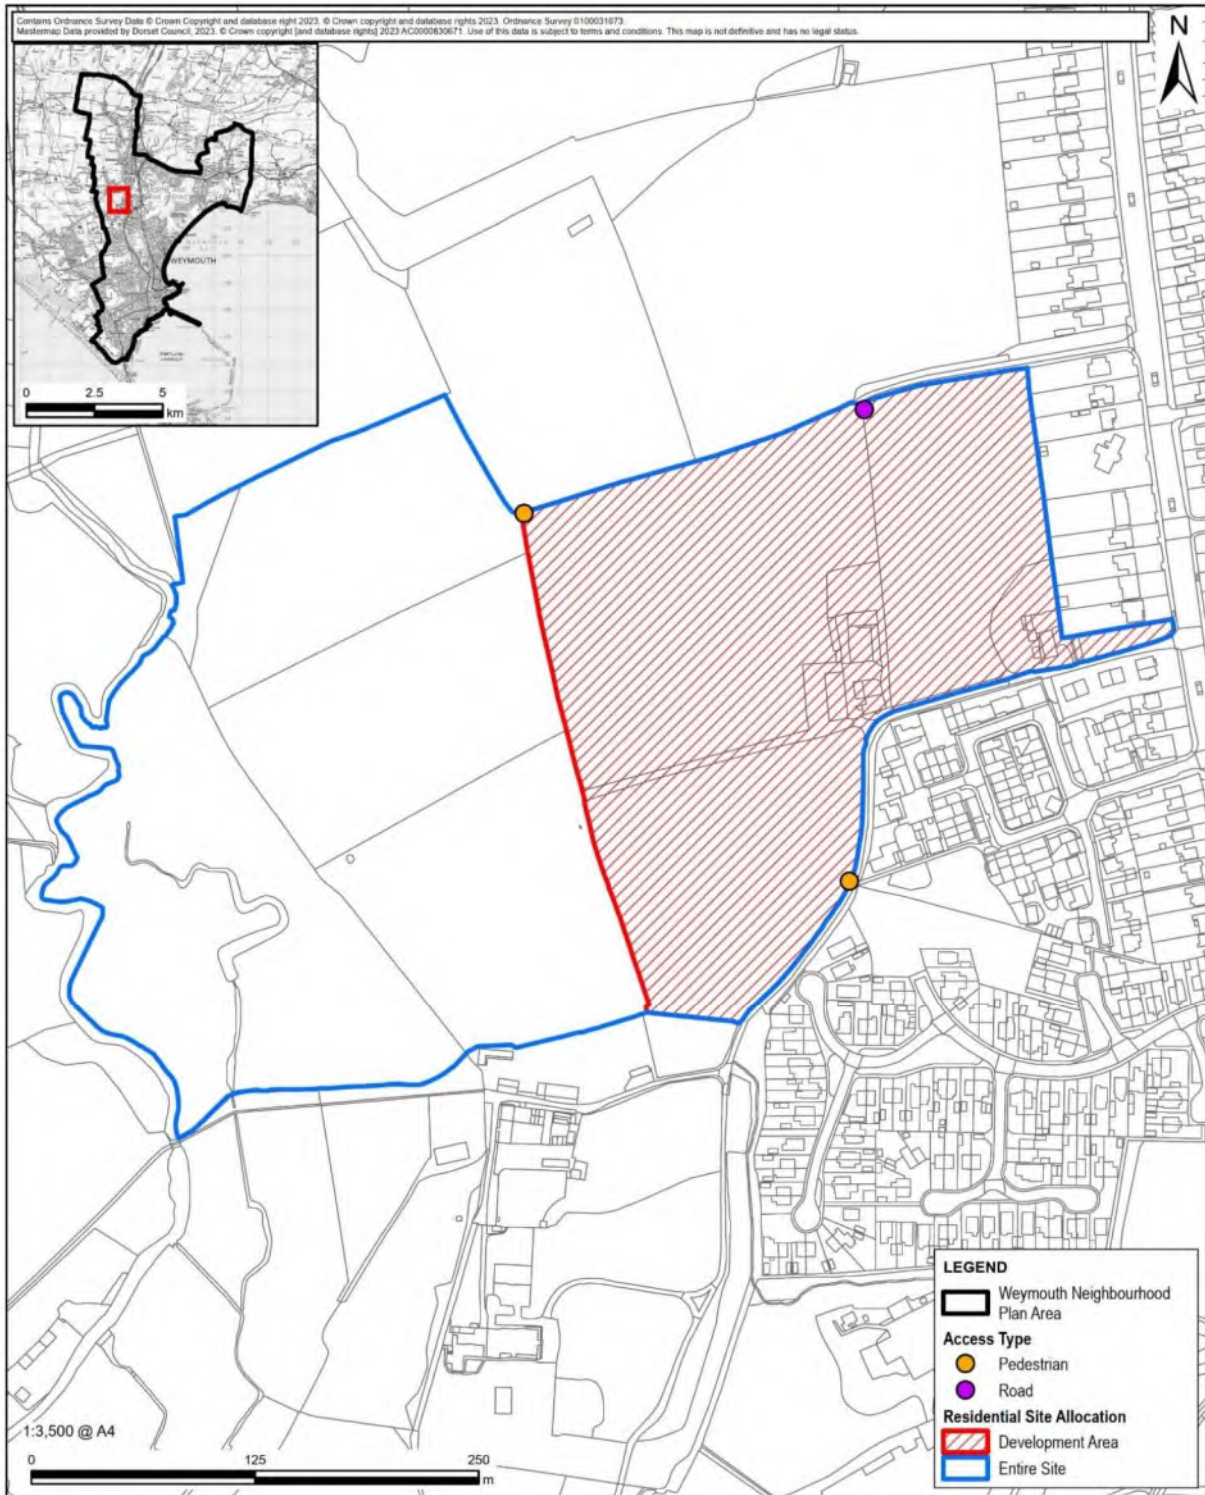 Contains Ordnance Survey Data © Crown Copyright and database right 2023. © Crown copyright and database rights 2023. Ordnance Survey 0100031673.
Mastermap Data provided by Dorset Council, 2023. © Crown copyright [and database rights] 2023 AC0000830671. Use of this data is subject to terms and conditions. This map is not definitive and has no legal status.
N
WEYMOUTH
0 2.5 5
km
LEGEND
Weymouth Neighbourhood
Plan Area
Access Type
Pedestrian
Road
Residential Site Allocation
Development Area
Entire Site
1:3,500 @ A4
0 125 250
m